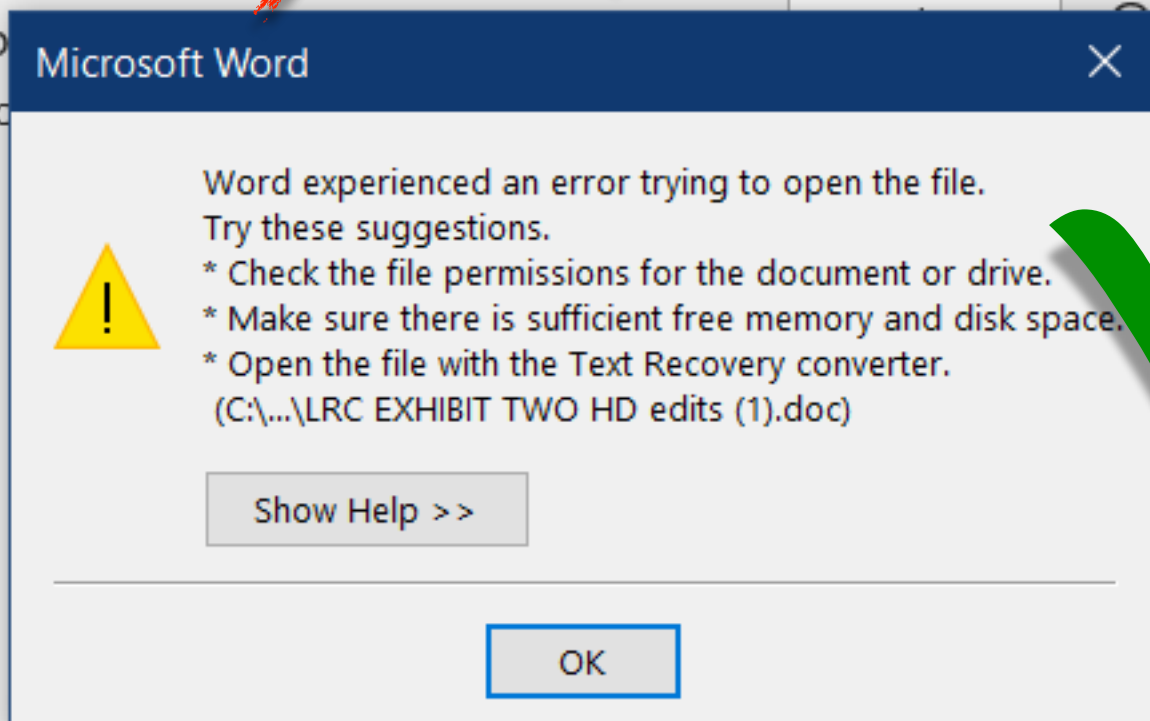 Microsoft Word
Word experienced an error trying to open the file.
Try these suggestions.
* Check the file permissions for the document or drive.
* Make sure there is sufficient free memory and disk space.
* Open the file with the Text Recovery converter.
(C:\...\LRC EXHIBIT TWO HD edits (1).doc)
Show Help >>
OK